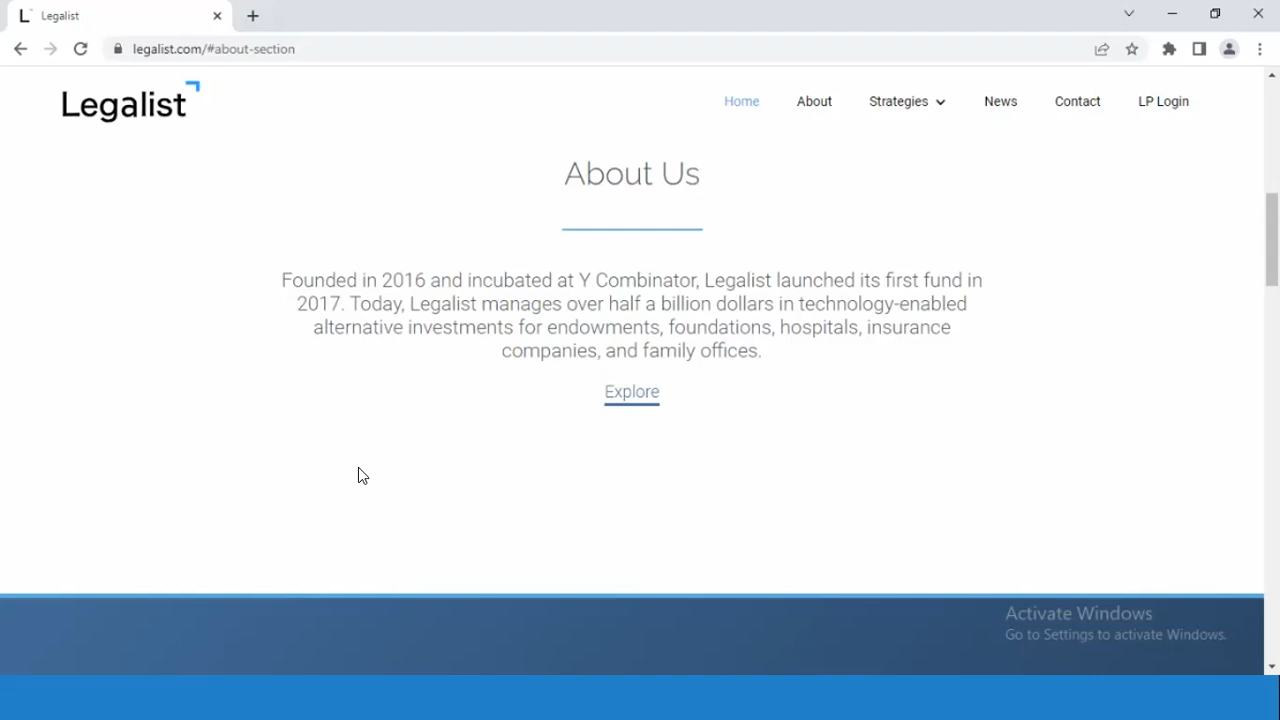 Legalist
legalist.com/#about-section
Legalist
Home About Strategies News Contact LP Login
About Us
Founded in 2016 and incubated at Y Combinator, Legalist launched its first fund in
2017. Today, Legalist manages over half a billion dollars in technology-enabled
alternative investments for endowments, foundations, hospitals, insurance
companies, and family offices.
Explore
Activate Windows
Go to Settings to activate Windows.